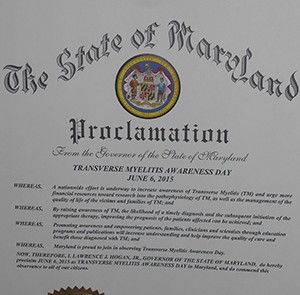 The State of Maryland
Proclamation
From the Governor of the State of Maryland
TRANSVERSE MYELITIS AWARENESS DAY
JUNE 6, 2015
WHEREAS, A nationwide effort is underway to increase awareness of Transverse Myelitis (TM) and urge more
financial resources toward research into the pathophysiology of TM, as well as the management of the
quality of life of the victims and families of TM; and
WHEREAS, By raising awareness of TM, the likelihood of a timely diagnosis and the subsequent initiation of the
appropriate therapy, improving the prognosis of the patients affected can be achieved; and
WHEREAS, Promoting awareness and empowering patients, families, clinicians and scientists through education
programs and publications will increase understanding and help improve the quality of care and
benefit those diagnosed with TM; and
WHEREAS, Maryland is proud to join in observing Transverse Myelitis Awareness Day.
NOW, THEREFORE, I, LAWRENCE J. HOGAN, JR., GOVERNOR OF THE STATE OF MARYLAND, do hereby
proclaim JUNE 6, 2015 as TRANSVERSE MYELITIS AWARENESS DAY in Maryland, and do commend this
observance to all of our citizens.